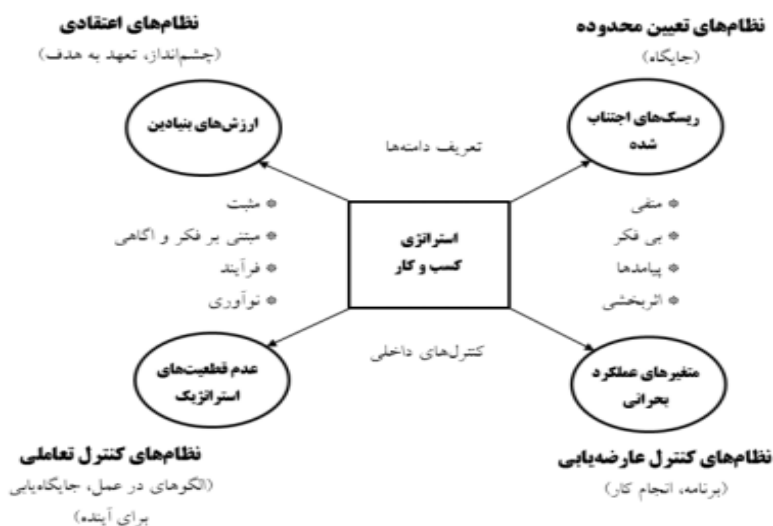 نظام‌های تعیین محدوده
(جایگاه)
نظام‌های اعتقادی
(چشم‌انداز، تعهد به هدف)
ریسک‌های اجتناب
شده
ارزش‌های بنیادین
تعریف دامنه‌ها
* منفی
* بی فکر
* پیامدها
* اثربخشی
استراتژی
کسب و کار
* مثبت
* مبتنی بر فکر و آگاهی
* فرآیند
* نوآوری
کنترل‌های داخلی
متغیرهای عملکرد
بحرانی
عدم قطعیت‌های
استراتژیک
نظام‌های کنترل عارضه‌یابی
(برنامه، انجام کار)
نظام‌های کنترل تعاملی
(الگوهای در عمل، جایگاه‌یابی
برای آینده)